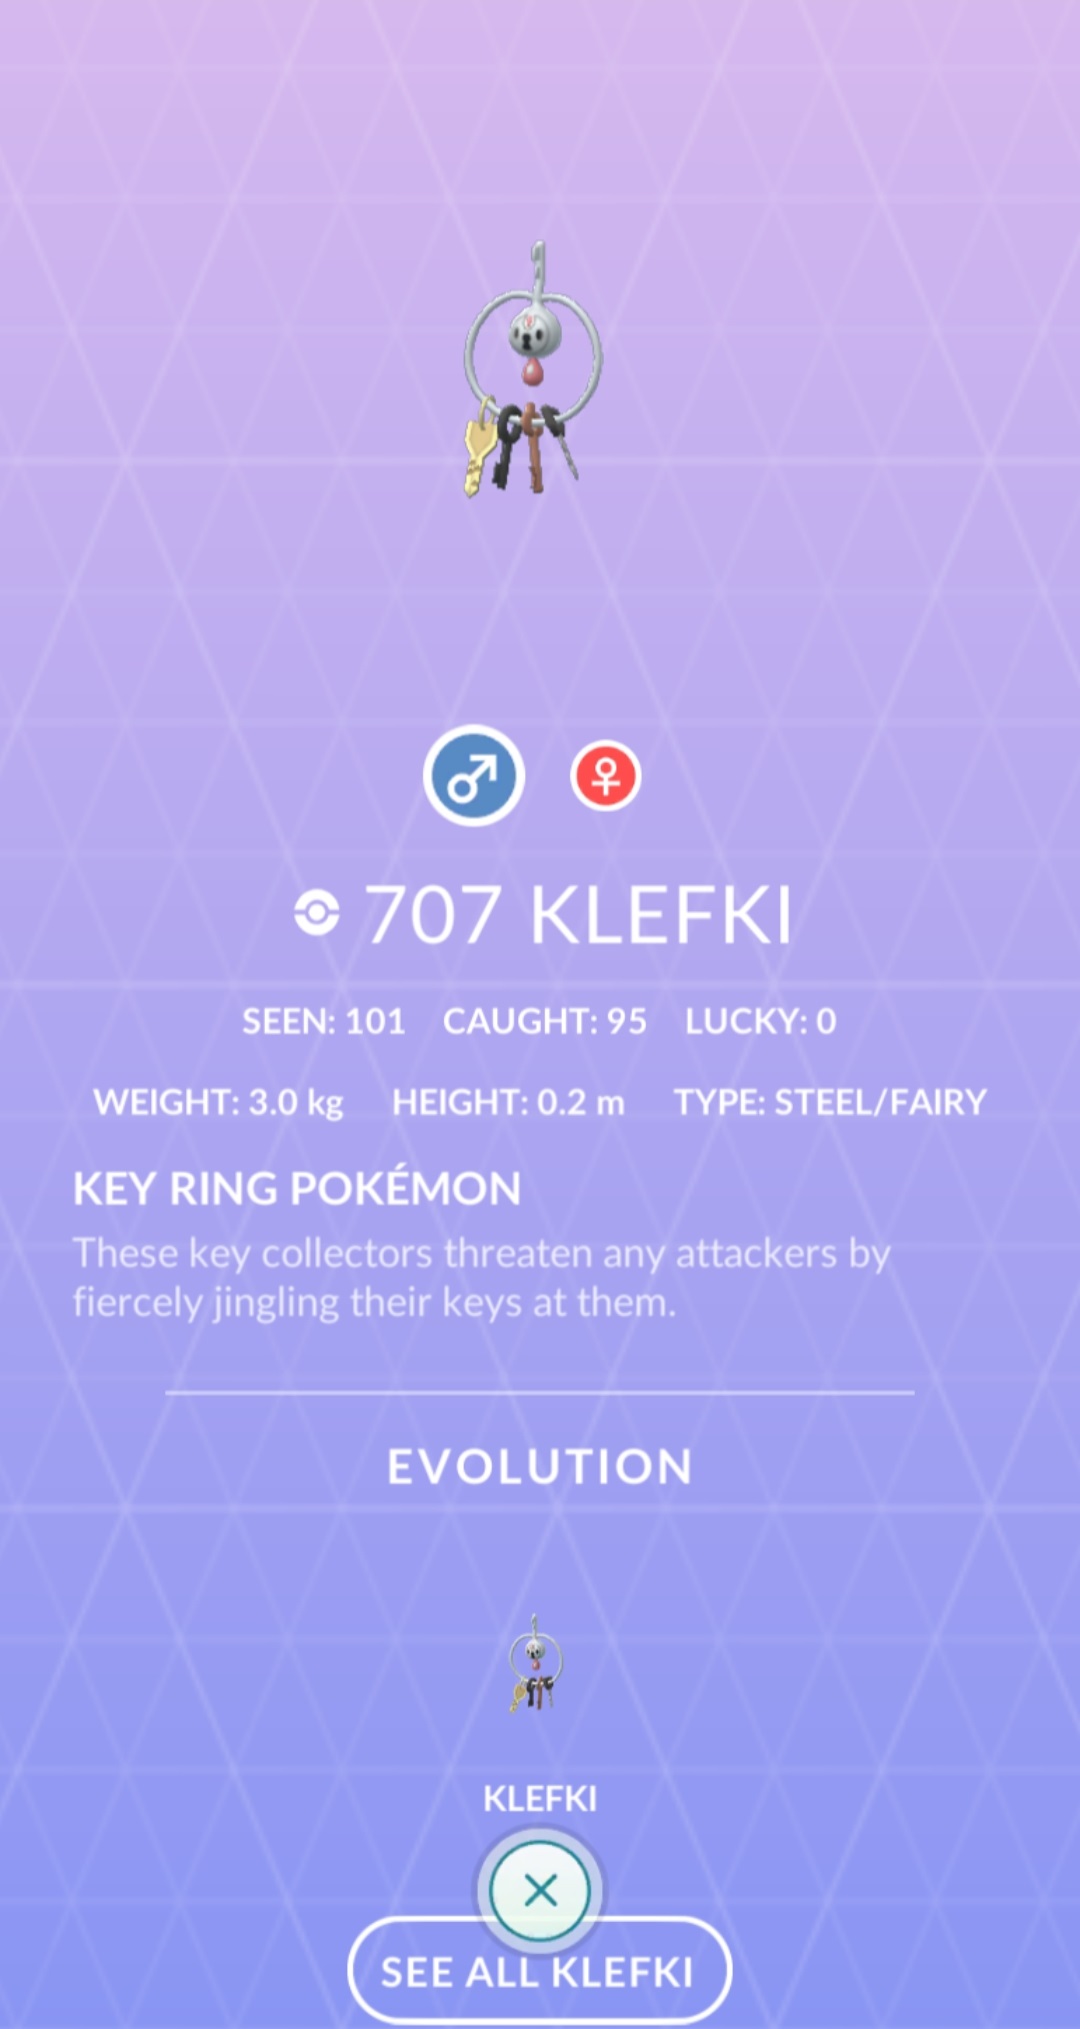 707 KLEFKI
SEEN: 101 CAUGHT: 95 LUCKY: 0
WEIGHT: 3.0 kg HEIGHT: 0.2 m TYPE: STEEL/FAIRY
KEY RING POKÉMON
These key collectors threaten any attackers by
fiercely jingling their keys at them.
EVOLUTION
KLEFKI
SEE ALL KLEFKI